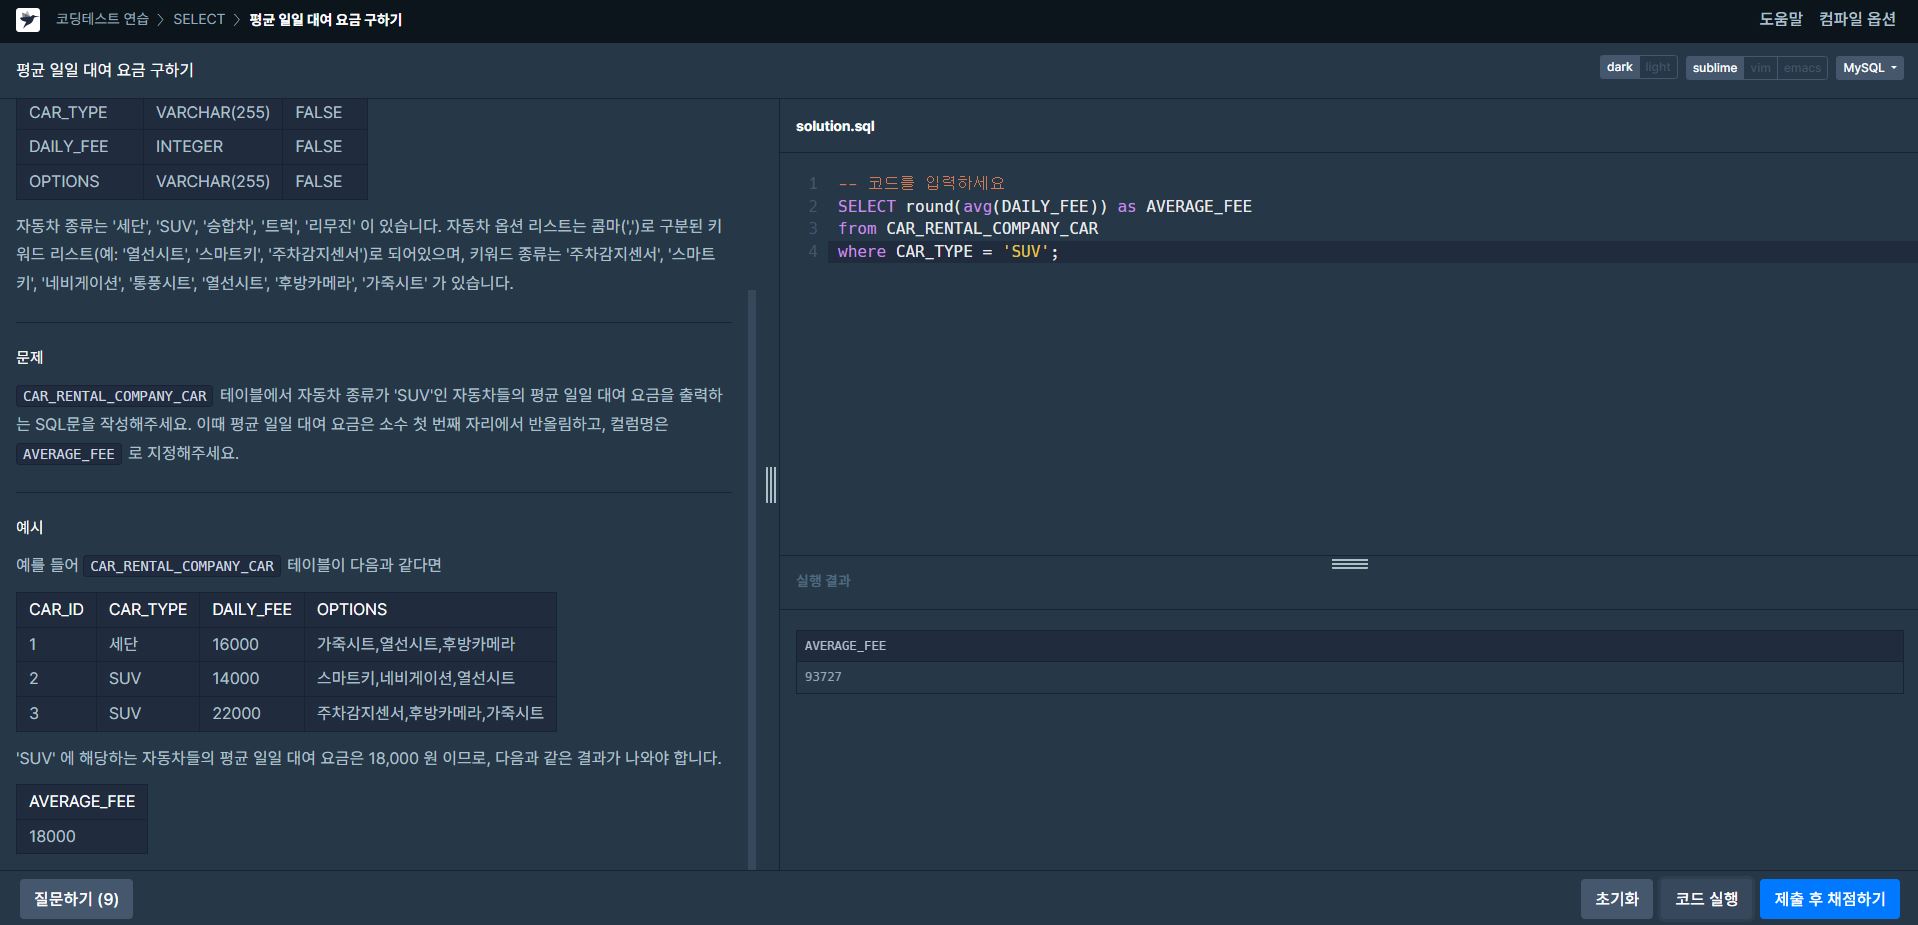 코딩테스트 연습 > SELECT > 평균 일일 대여 요금 구하기
도움말 컴파일 옵션
평균 일일 대여 요금 구하기
dark light sublime vim emacs MySQL
CAR_TYPE VARCHAR(255) FALSE
DAILY_FEE INTEGER FALSE
OPTIONS VARCHAR(255) FALSE
자동차 종류는 '세단', 'SUV', '승합차', '트럭', '리무진' 이 있습니다. 자동차 옵션 리스트는 콤마(',')로 구분된 키
워드 리스트(예: '열선시트', '스마트키', '주차감지센서')로 되어있으며, 키워드 종류는 '주차감지센서', '스마트
키', '네비게이션', '통풍시트', '열선시트', '후방카메라', '가죽시트' 가 있습니다.
문제
CAR_RENTAL_COMPANY_CAR 테이블에서 자동차 종류가 'SUV'인 자동차들의 평균 일일 대여 요금을 출력하
는 SQL문을 작성해주세요. 이때 평균 일일 대여 요금은 소수 첫 번째 자리에서 반올림하고, 컬럼명은
AVERAGE_FEE 로 지정해주세요.
예시
예를 들어 CAR_RENTAL_COMPANY_CAR 테이블이 다음과 같다면
CAR_ID CAR_TYPE DAILY_FEE OPTIONS
1 세단 16000 가죽시트,열선시트,후방카메라
2 SUV 14000 스마트키,네비게이션,열선시트
3 SUV 22000 주차감지센서,후방카메라,가죽시트
'SUV' 에 해당하는 자동차들의 평균 일일 대여 요금은 18,000 원 이므로, 다음과 같은 결과가 나와야 합니다.
AVERAGE_FEE
18000
질문하기 (9)
solution.sql
1 -- 코드를 입력하세요
2 SELECT round(avg(DAILY_FEE)) as AVERAGE_FEE
3 from CAR_RENTAL_COMPANY_CAR
4 where CAR_TYPE = 'SUV';
실행 결과
AVERAGE_FEE
93727
초기화 코드 실행 제출 후 채점하기